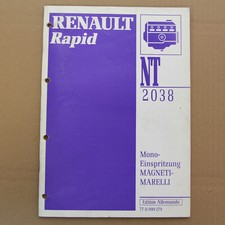 RENAULT
Rapid
NT
2038
Mono-
Einspritzung
MAGNETI-
MARELLI
Edition Allemande